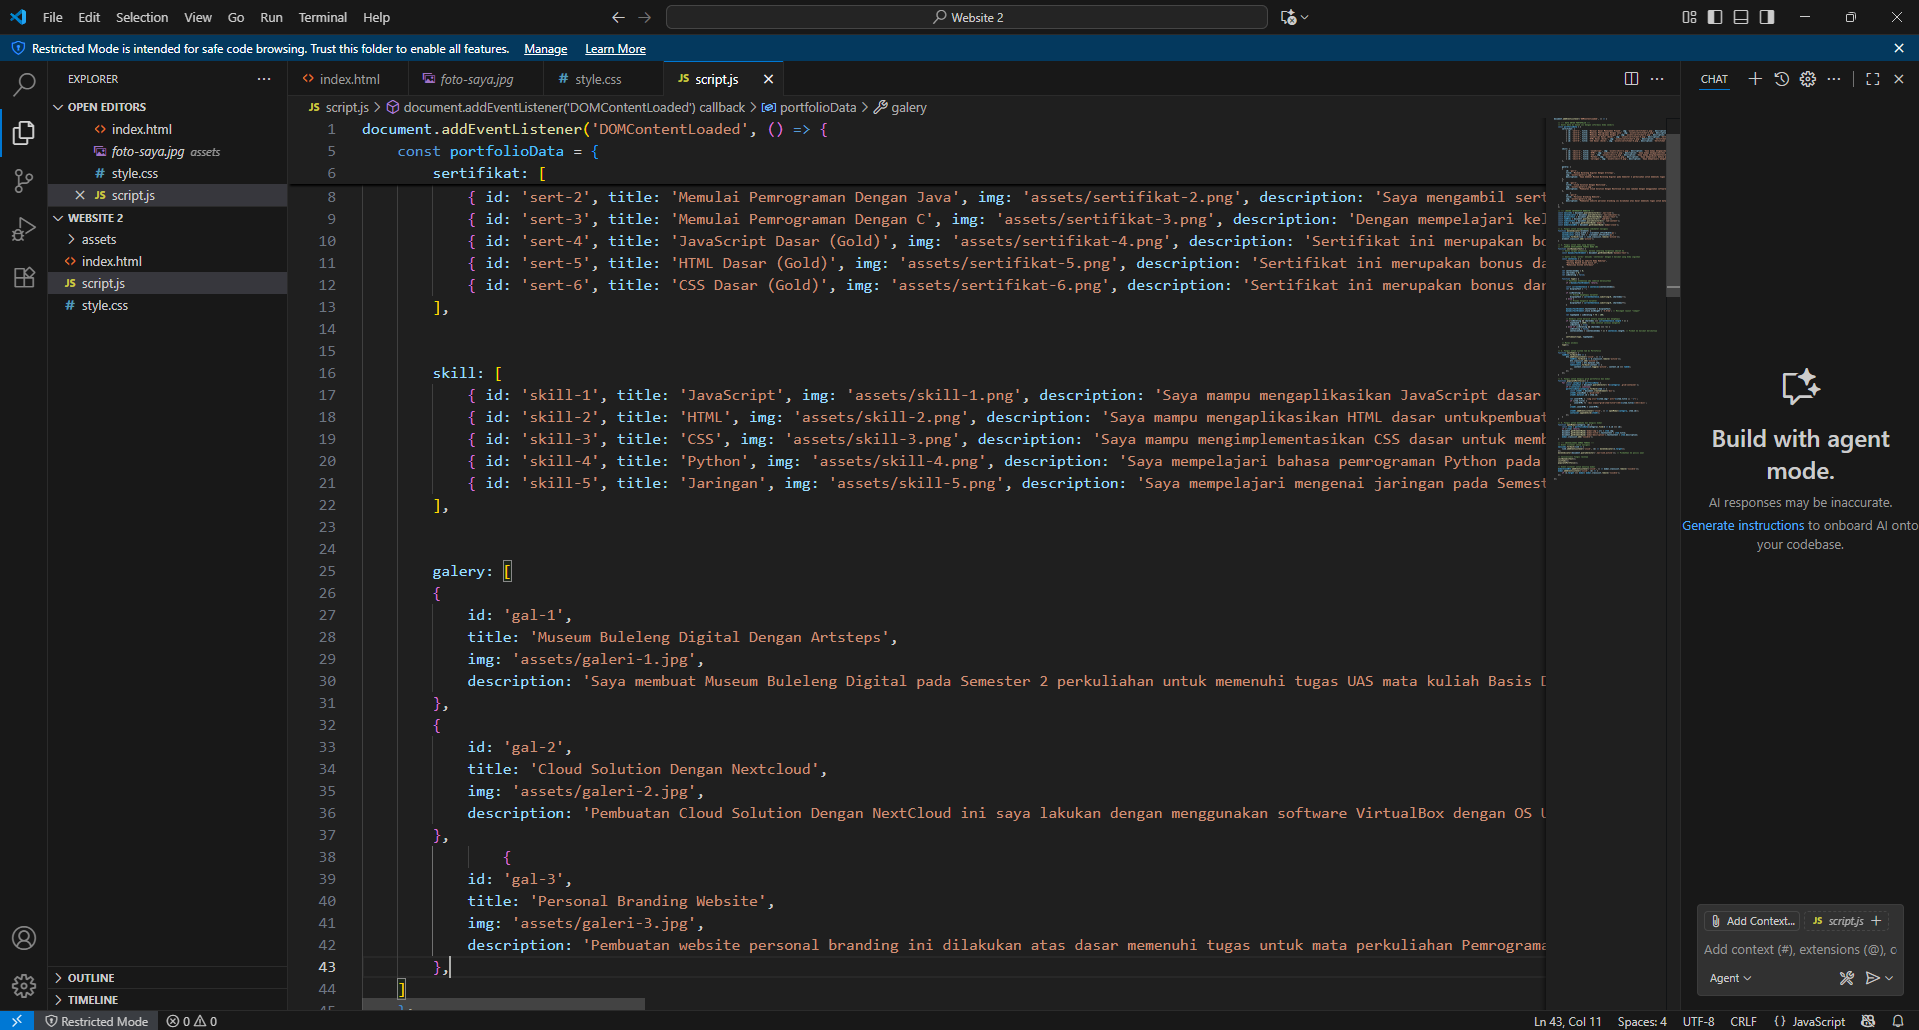 File Edit Selection View Go Run Terminal Help
Website 2
Restricted Mode is intended for safe code browsing. Trust this folder to enable all features. Manage Learn More
EXPLORER
OPEN EDITORS
index.html
foto-saya.jpg assets
# style.css
JS script.js
WEBSITE 2
assets
index.html
JS script.js
# style.css
OUTLINE
TIMELINE
index.html
foto-saya.jpg
# style.css
JS script.js
JS script.js > document.addEventListener('DOMContentLoaded') callback > portfolioData > galery
1 document.addEventListener('DOMContentLoaded', () => {
5 const portfolioData = {
6 sertifikat: [
8 { id: 'sert-2', title: 'Memulai Pemrograman Dengan Java', img: 'assets/sertifikat-2.png', description: 'Saya mengambil sert
9 { id: 'sert-3', title: 'Memulai Pemrograman Dengan C', img: 'assets/sertifikat-3.png', description: 'Dengan mempelajari kel
10 { id: 'sert-4', title: 'JavaScript Dasar (Gold)', img: 'assets/sertifikat-4.png', description: 'Sertifikat ini merupakan bo
11 { id: 'sert-5', title: 'HTML Dasar (Gold)', img: 'assets/sertifikat-5.png', description: 'Sertifikat ini merupakan bonus da
12 { id: 'sert-6', title: 'CSS Dasar (Gold)', img: 'assets/sertifikat-6.png', description: 'Sertifikat ini merupakan bonus dar
13 ],
14
15
16 skill: [
17 { id: 'skill-1', title: 'JavaScript', img: 'assets/skill-1.png', description: 'Saya mampu mengaplikasikan JavaScript dasar
18 { id: 'skill-2', title: 'HTML', img: 'assets/skill-2.png', description: 'Saya mampu mengaplikasikan HTML dasar untukpembuat
19 { id: 'skill-3', title: 'CSS', img: 'assets/skill-3.png', description: 'Saya mampu mengimplementasikan CSS dasar untuk memb
20 { id: 'skill-4', title: 'Python', img: 'assets/skill-4.png', description: 'Saya mempelajari bahasa pemrograman Python pada
21 { id: 'skill-5', title: 'Jaringan', img: 'assets/skill-5.png', description: 'Saya mempelajari mengenai jaringan pada Semest
22 ],
23
24
25 galery: [
26 {
27 id: 'gal-1',
28 title: 'Museum Buleleng Digital Dengan Artsteps',
29 img: 'assets/galeri-1.jpg',
30 description: 'Saya membuat Museum Buleleng Digital pada Semester 2 perkuliahan untuk memenuhi tugas UAS mata kuliah Basis D
31 },
32 {
33 id: 'gal-2',
34 title: 'Cloud Solution Dengan Nextcloud',
35 img: 'assets/galeri-2.jpg',
36 description: 'Pembuatan Cloud Solution Dengan NextCloud ini saya lakukan dengan menggunakan software VirtualBox dengan OS U
37 },
38 {
39 id: 'gal-3',
40 title: 'Personal Branding Website',
41 img: 'assets/galeri-3.jpg',
42 description: 'Pembuatan website personal branding ini dilakukan atas dasar memenuhi tugas untuk mata perkuliahan Pemrograma
43 },
44 ]
CHAT
Build with agent
mode.
AI responses may be inaccurate.
Generate instructions to onboard AI onto
your codebase.
Add Context...
JS script.js
Add context (#), extensions (@), c
Agent
Restricted Mode
0 0
Ln 43, Col 11 Spaces: 4 UTF-8 CRLF {} JavaScript